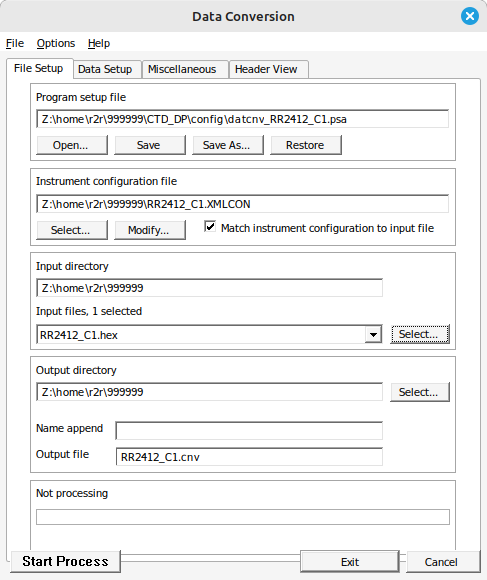 Data Conversion
File Options Help
File Setup Data Setup Miscellaneous Header View
Program setup file
Z:\home\r2r\999999\CTD_DP\config\datcnv_RR2412_C1.psa
Open... Save Save As... Restore
Instrument configuration file
Z:\home\r2r\999999\RR2412_C1.XMLCON
Select... Modify... Match instrument configuration to input file
Input directory
Z:\home\r2r\999999
Input files, 1 selected
RR2412_C1.hex Select...
Output directory
Z:\home\r2r\999999 Select...
Name append
Output file RR2412_C1.cnv
Not processing
Start Process Exit Cancel